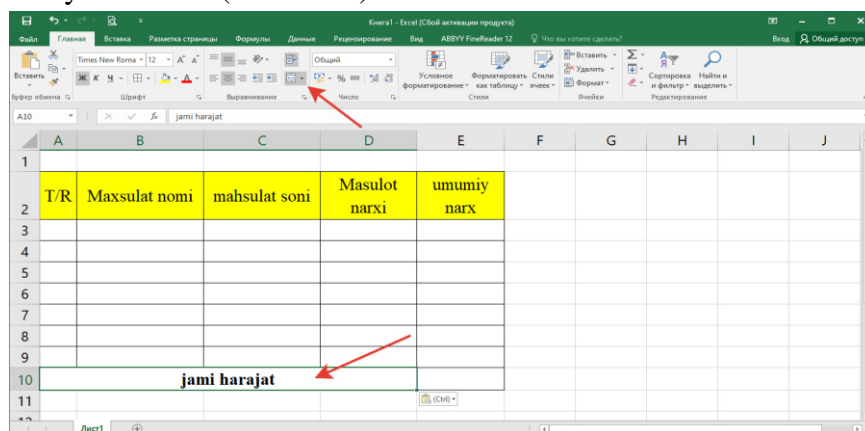 Книга1 - Excel (Сбой активации продукта)
Файл Главная Вставка Разметка страницы Формулы Данные Рецензирование Вид ABBYY FineReader 12 Что вы хотите сделать? Вход Общий доступ
Вставить
Times New Roma 12
Ж К Ч
Общий
% 000
Условное форматирование
Форматировать как таблицу
Стили ячеек
Вставить
Удалить
Формат
Сортировка и фильтр
Найти и выделить
Буфер обмена Шрифт Выравнивание Число Стили Ячейки Редактирование
A10 fx jami harajat
A B C D E F G H I J
1
2 T/R Maxsulat nomi mahsulat soni Masulot narxi umumiy narx
3
4
5
6
7
8
9
10 jami harajat
11
(Ctrl)
Лист1